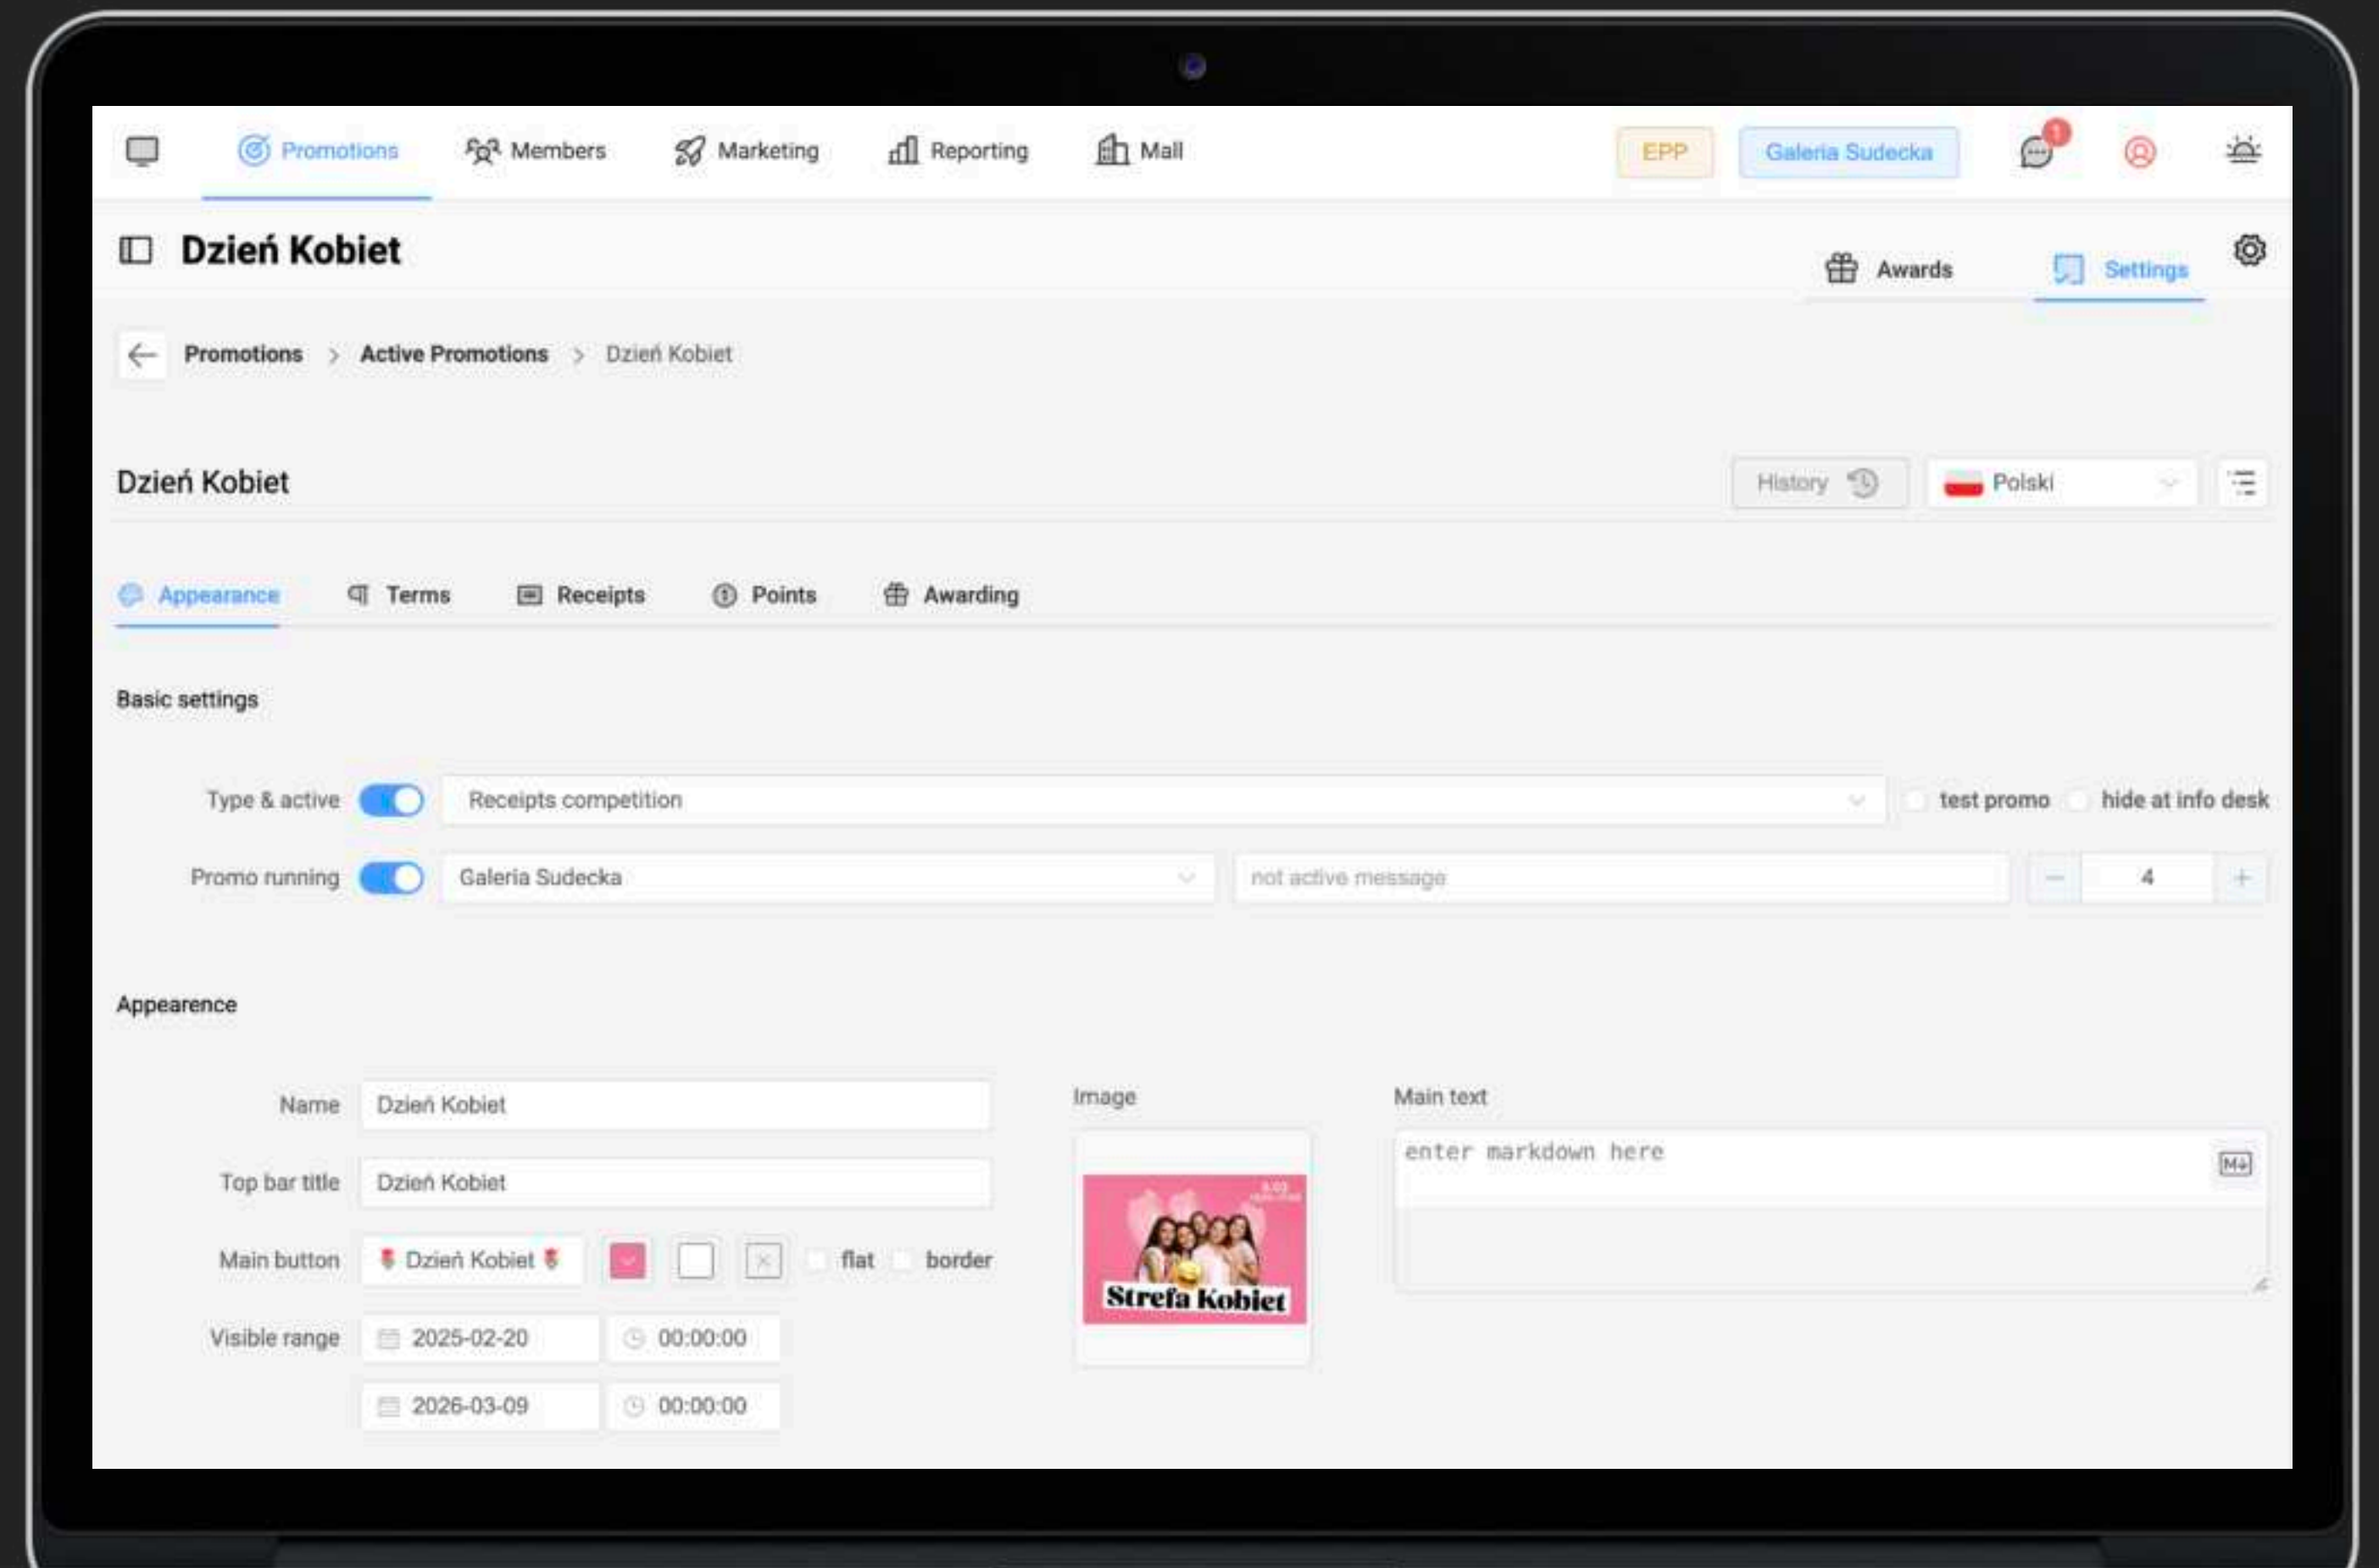 Promotions Members Marketing Reporting Mall EPP Galeria Sudecka 1
Dzień Kobiet
Awards Settings
Promotions > Active Promotions > Dzień Kobiet
Dzień Kobiet
History Polski
Appearance Terms Receipts Points Awarding
Basic settings
Type & active Receipts competition test promo hide at info desk
Promo running Galeria Sudecka not active message − 4 +
Appearence
Name Dzień Kobiet
Image
Main text
enter markdown here
M↓
Top bar title Dzień Kobiet
Main button Dzień Kobiet flat border
Strefa Kobiet
Visible range 2025-02-20 00:00:00
2026-03-09 00:00:00